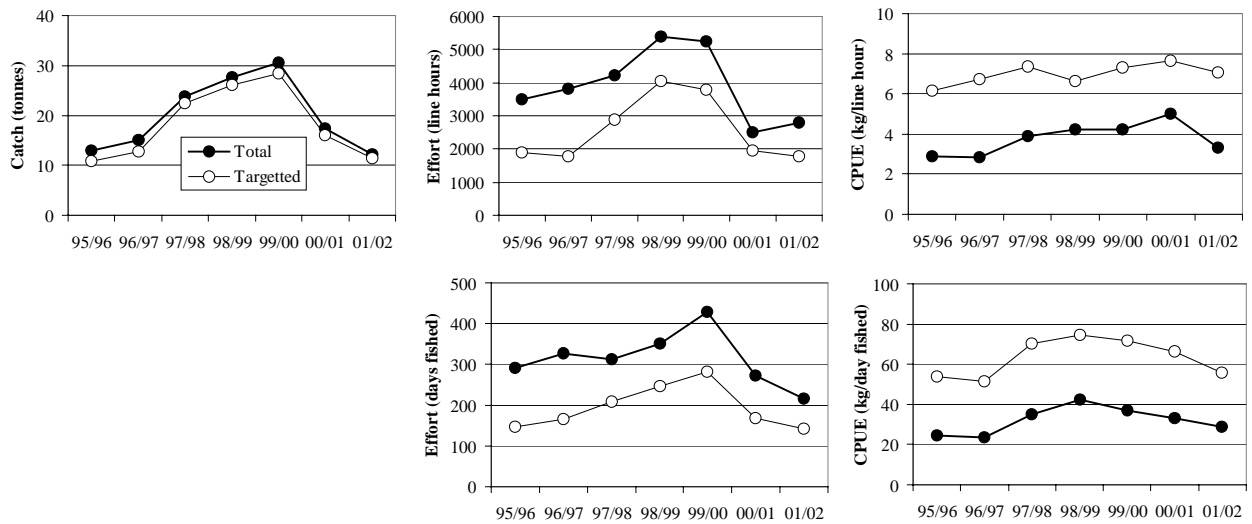 Catch (tonnes)
40
30
20
10
0
Total
Targetted
95/96 96/97 97/98 98/99 99/00 00/01 01/02
Effort (line hours)
6000
5000
4000
3000
2000
1000
0
95/96 96/97 97/98 98/99 99/00 00/01 01/02
CPUE (kg/line hour)
10
8
6
4
2
0
95/96 96/97 97/98 98/99 99/00 00/01 01/02
Effort (days fished)
500
400
300
200
100
0
95/96 96/97 97/98 98/99 99/00 00/01 01/02
CPUE (kg/day fished)
100
80
60
40
20
0
95/96 96/97 97/98 98/99 99/00 00/01 01/02